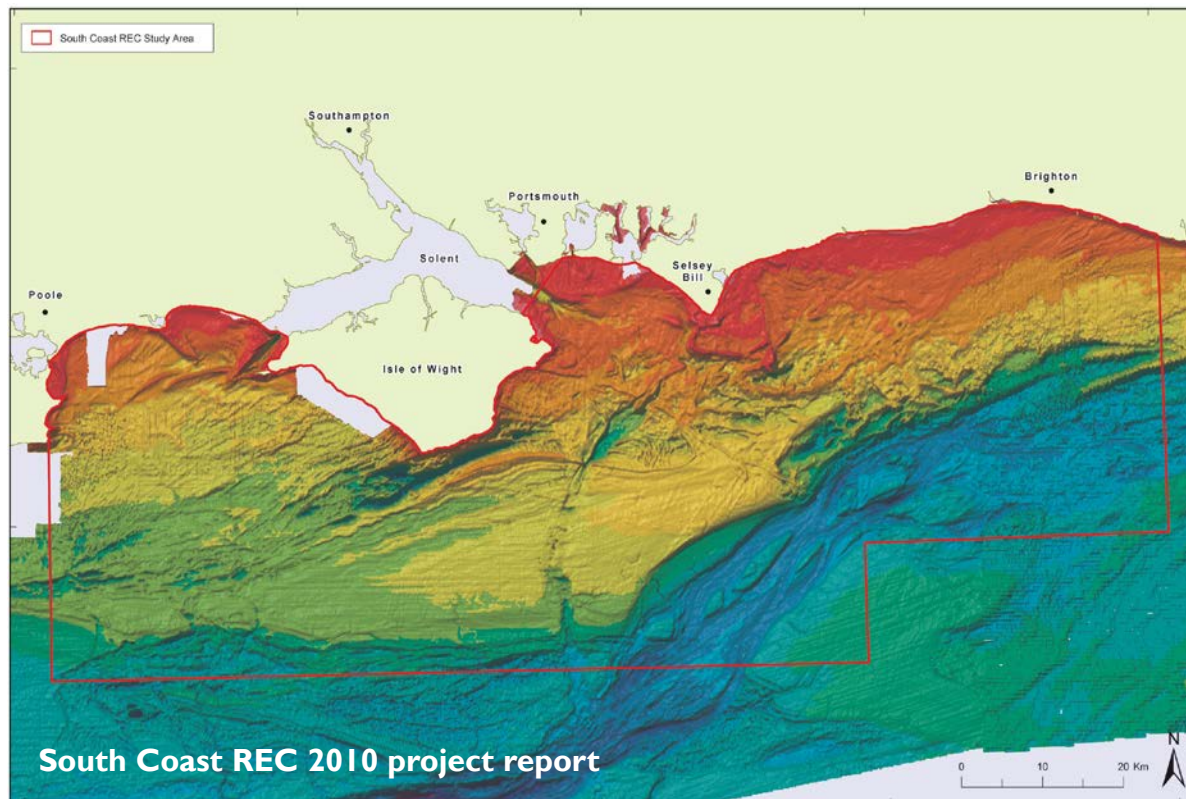 South Coast REC Study Area
Southampton
Portsmouth
Brighton
Solent
Selsey
Bill
Poole
Isle of Wight
South Coast REC 2010 project report
N
0 10 20 Km